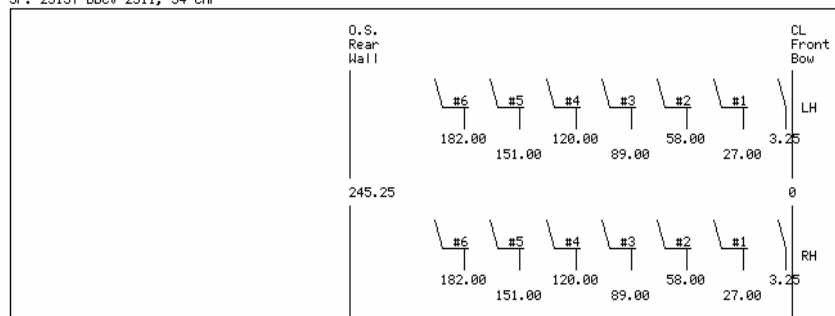 O.S. CL
Rear Front
Wall Bow
#6 #5 #4 #3 #2 #1 LH
182.00 120.00 58.00 3.25
151.00 89.00 27.00
245.25 0
#6 #5 #4 #3 #2 #1 RH
182.00 120.00 58.00 3.25
151.00 89.00 27.00